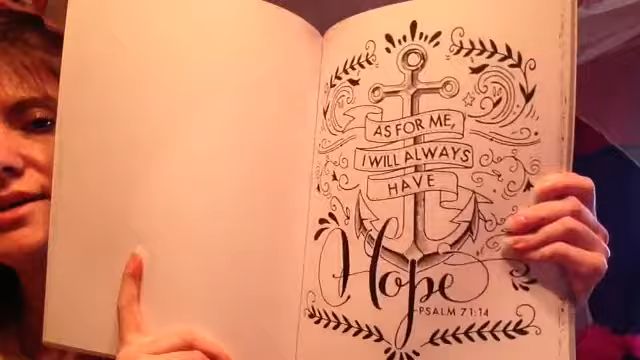 AS FOR ME,
I WILL ALWAYS
HAVE
Hope
PSALM 71:14